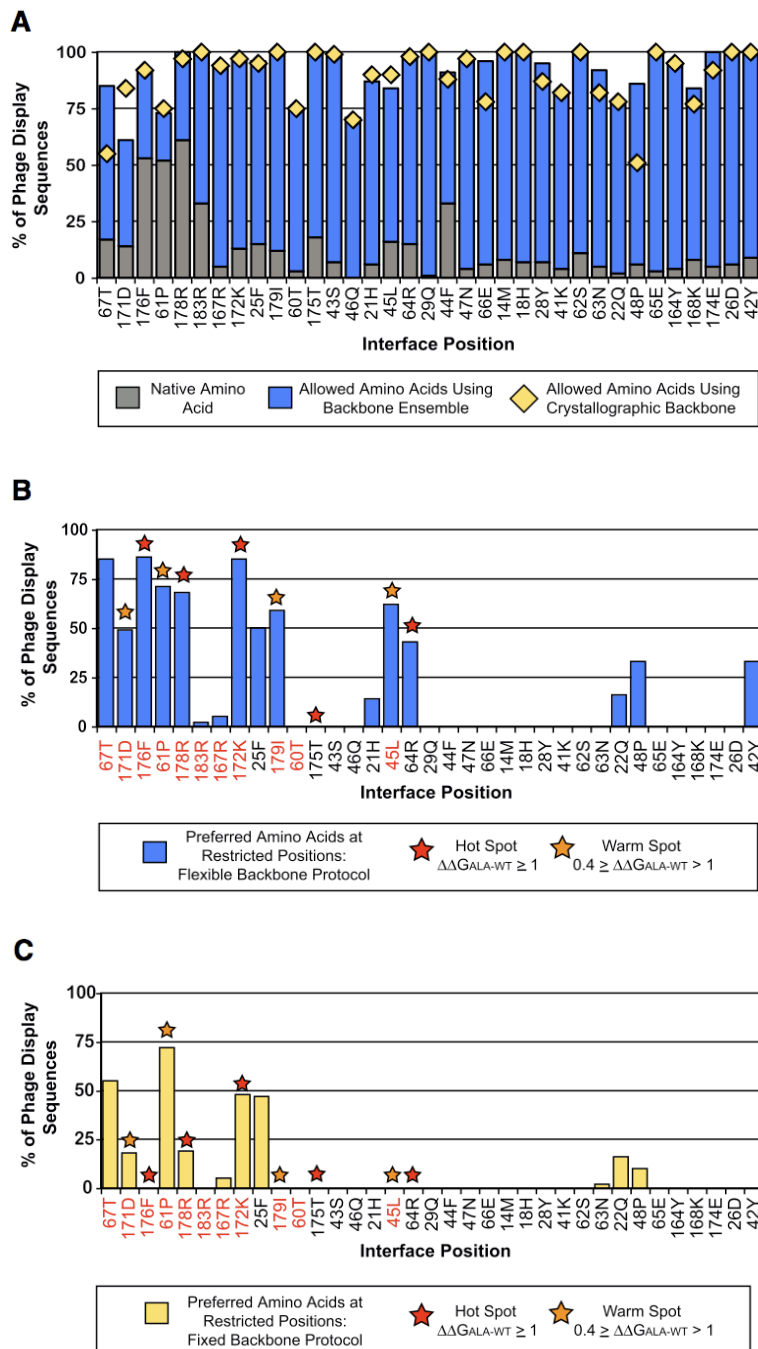 A
% of Phage Display
Sequences
100
75
50
25
0
67T 171D 176F 61P 178R 183R 167R 172K 25F 179I 60T 175T 43S 46Q 21H 45L 64R 29Q 44F 47N 66E 14M 18H 28Y 41K 62S 63N 22Q 48P 65E 164Y 168K 174E 26D 42Y
Interface Position
Native Amino
Acid
Allowed Amino Acids Using
Backbone Ensemble
Allowed Amino Acids Using
Crystallographic Backbone
B
% of Phage Display
Sequences
100
75
50
25
0
67T 171D 176F 61P 178R 183R 167R 172K 25F 179I 60T 175T 43S 46Q 21H 45L 64R 29Q 44F 47N 66E 14M 18H 28Y 41K 62S 63N 22Q 48P 65E 164Y 168K 174E 26D 42Y
Interface Position
Preferred Amino Acids at
Restricted Positions:
Flexible Backbone Protocol
Hot Spot
ΔΔGALA-WT ≥ 1
Warm Spot
0.4 ≥ ΔΔGALA-WT > 1
C
% of Phage Display
Sequences
100
75
50
25
0
67T 171D 176F 61P 178R 183R 167R 172K 25F 179I 60T 175T 43S 46Q 21H 45L 64R 29Q 44F 47N 66E 14M 18H 28Y 41K 62S 63N 22Q 48P 65E 164Y 168K 174E 26D 42Y
Interface Position
Preferred Amino Acids at
Restricted Positions:
Fixed Backbone Protocol
Hot Spot
ΔΔGALA-WT ≥ 1
Warm Spot
0.4 ≥ ΔΔGALA-WT > 1